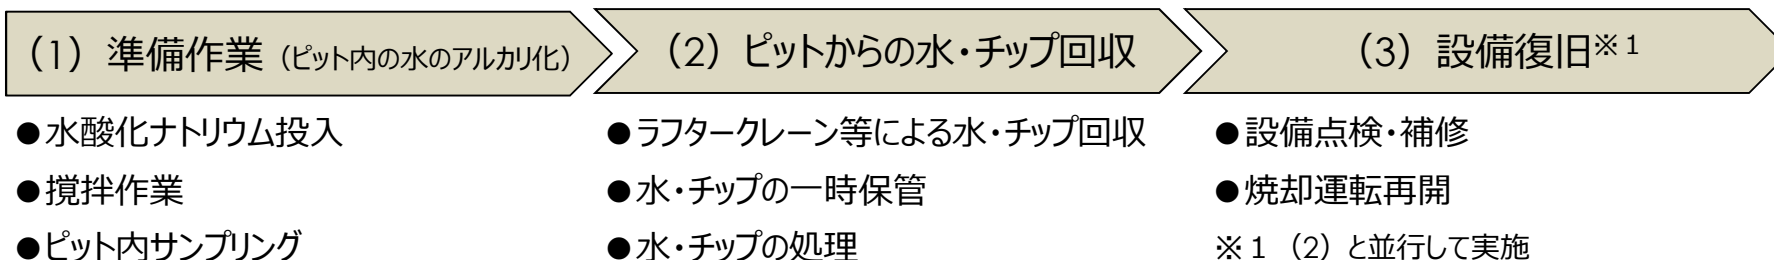 (1) 準備作業 (ピット内の水のアルカリ化)
●水酸化ナトリウム投入
●撹拌作業
●ピット内サンプリング
(2) ピットからの水・チップ回収
●ラフタークレーン等による水・チップ回収
●水・チップの一時保管
●水・チップの処理
(3) 設備復旧※1
●設備点検・補修
●焼却運転再開
※1 (2) と並行して実施